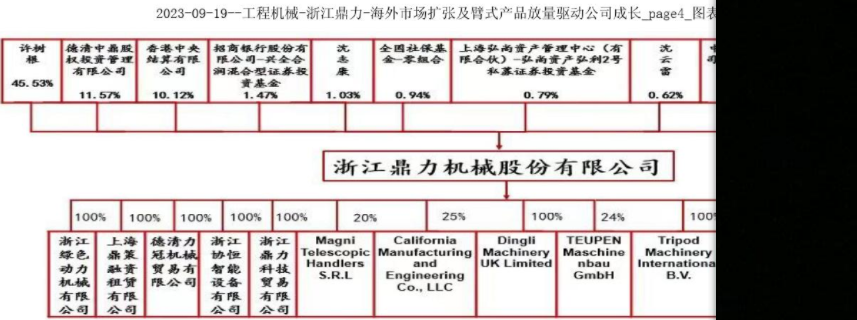 2023-09-19--工程机械-浙江鼎力-海外市场扩张及臂式产品放量驱动公司成长_page4_图表
许树
根
45.53%
德清中鼎股
权投资管理
有限公司
11.57%
香港中央
结算有限
公司
10.12%
招商银行股份有
限公司-兴全合
润混合型证券投
资基金
1.47%
沈
志
康
1.03%
全国社保基
金-零组合
0.94%
上海弘尚资产管理中心（有
限合伙）-弘尚资产弘利2号
私募证券投资基金
0.79%
沈
云
雷
0.62%
浙江鼎力机械股份有限公司
100%
100%
100%
100%
100%
20%
25%
100%
24%
100%
浙江
绿色
动力
机械
有限
公司
上海
鼎策
融资
租赁
有限
公司
德清力
冠机械
贸易有
限公司
浙江
协恒
智能
设备
有限
公司
浙江
鼎力
科技
贸易
有限
公司
Magni
Telescopic
Handlers
S.R.L
California
Manufacturing
and
Engineering
Co., LLC
Dingli
Machinery
UK Limited
TEUPEN
Maschine
nbau
GmbH
Tripod
Machinery
Internationa
B.V.